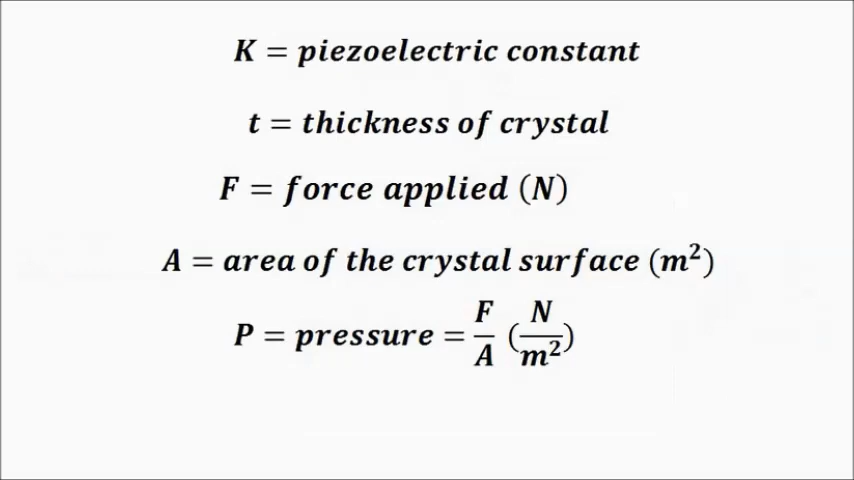 K = piezoelectric constant
t = thickness of crystal
F = force applied (N)
A = area of the crystal surface (m²)
P = pressure = F/A (N/m²)